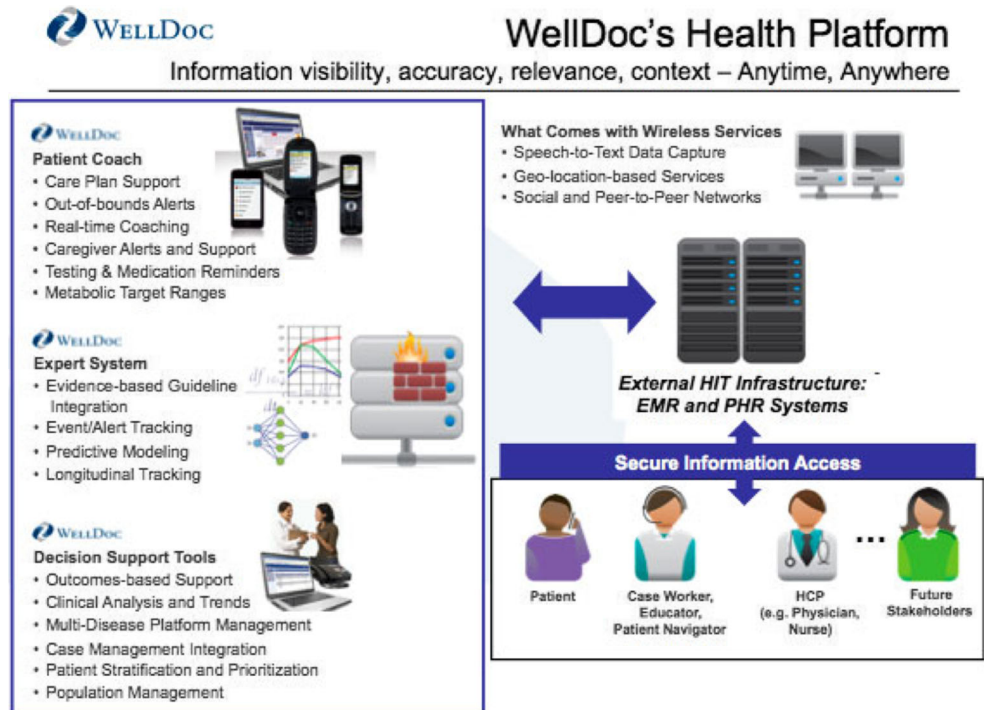 WELLDOC
WellDoc's Health Platform
Information visibility, accuracy, relevance, context – Anytime, Anywhere
WELLDOC
Patient Coach
• Care Plan Support
• Out-of-bounds Alerts
• Real-time Coaching
• Caregiver Alerts and Support
• Testing & Medication Reminders
• Metabolic Target Ranges
WELLDOC
Expert System
• Evidence-based Guideline
Integration
• Event/Alert Tracking
• Predictive Modeling
• Longitudinal Tracking
WELLDOC
Decision Support Tools
• Outcomes-based Support
• Clinical Analysis and Trends
• Multi-Disease Platform Management
• Case Management Integration
• Patient Stratification and Prioritization
• Population Management
What Comes with Wireless Services
• Speech-to-Text Data Capture
• Geo-location-based Services
• Social and Peer-to-Peer Networks
External HIT Infrastructure:
EMR and PHR Systems
Secure Information Access
Patient
Case Worker,
Educator,
Patient Navigator
HCP
(e.g. Physician,
Nurse)
...
Future
Stakeholders